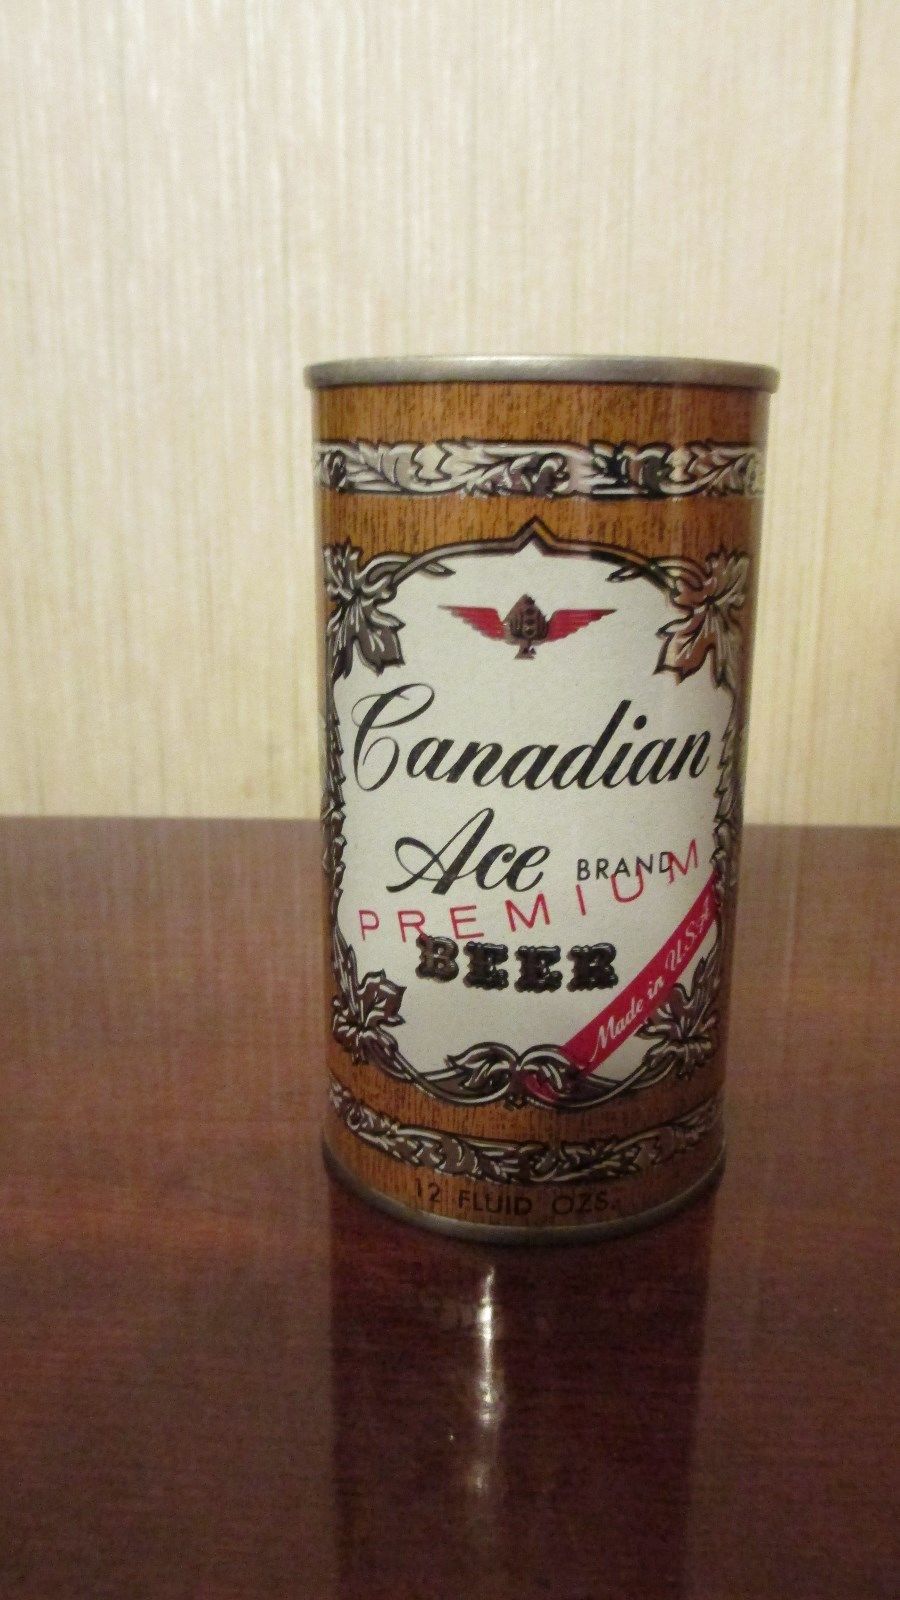 Canadian
Ace BRAND
PREMIUM
BEER
Made in U.S.A.
12 FLUID OZS.